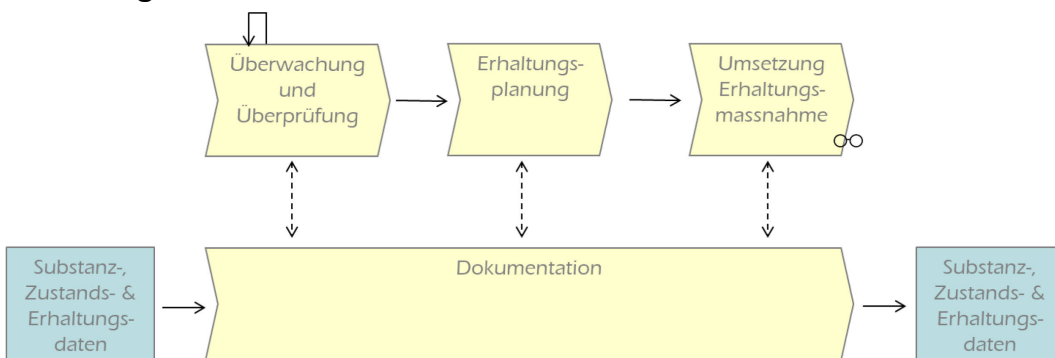 Überwachung
und
Überprüfung
Erhaltungs-
planung
Umsetzung
Erhaltungs-
massnahme
Substanz-,
Zustands- &
Erhaltungs-
daten
Dokumentation
Substanz-,
Zustands- &
Erhaltungs-
daten